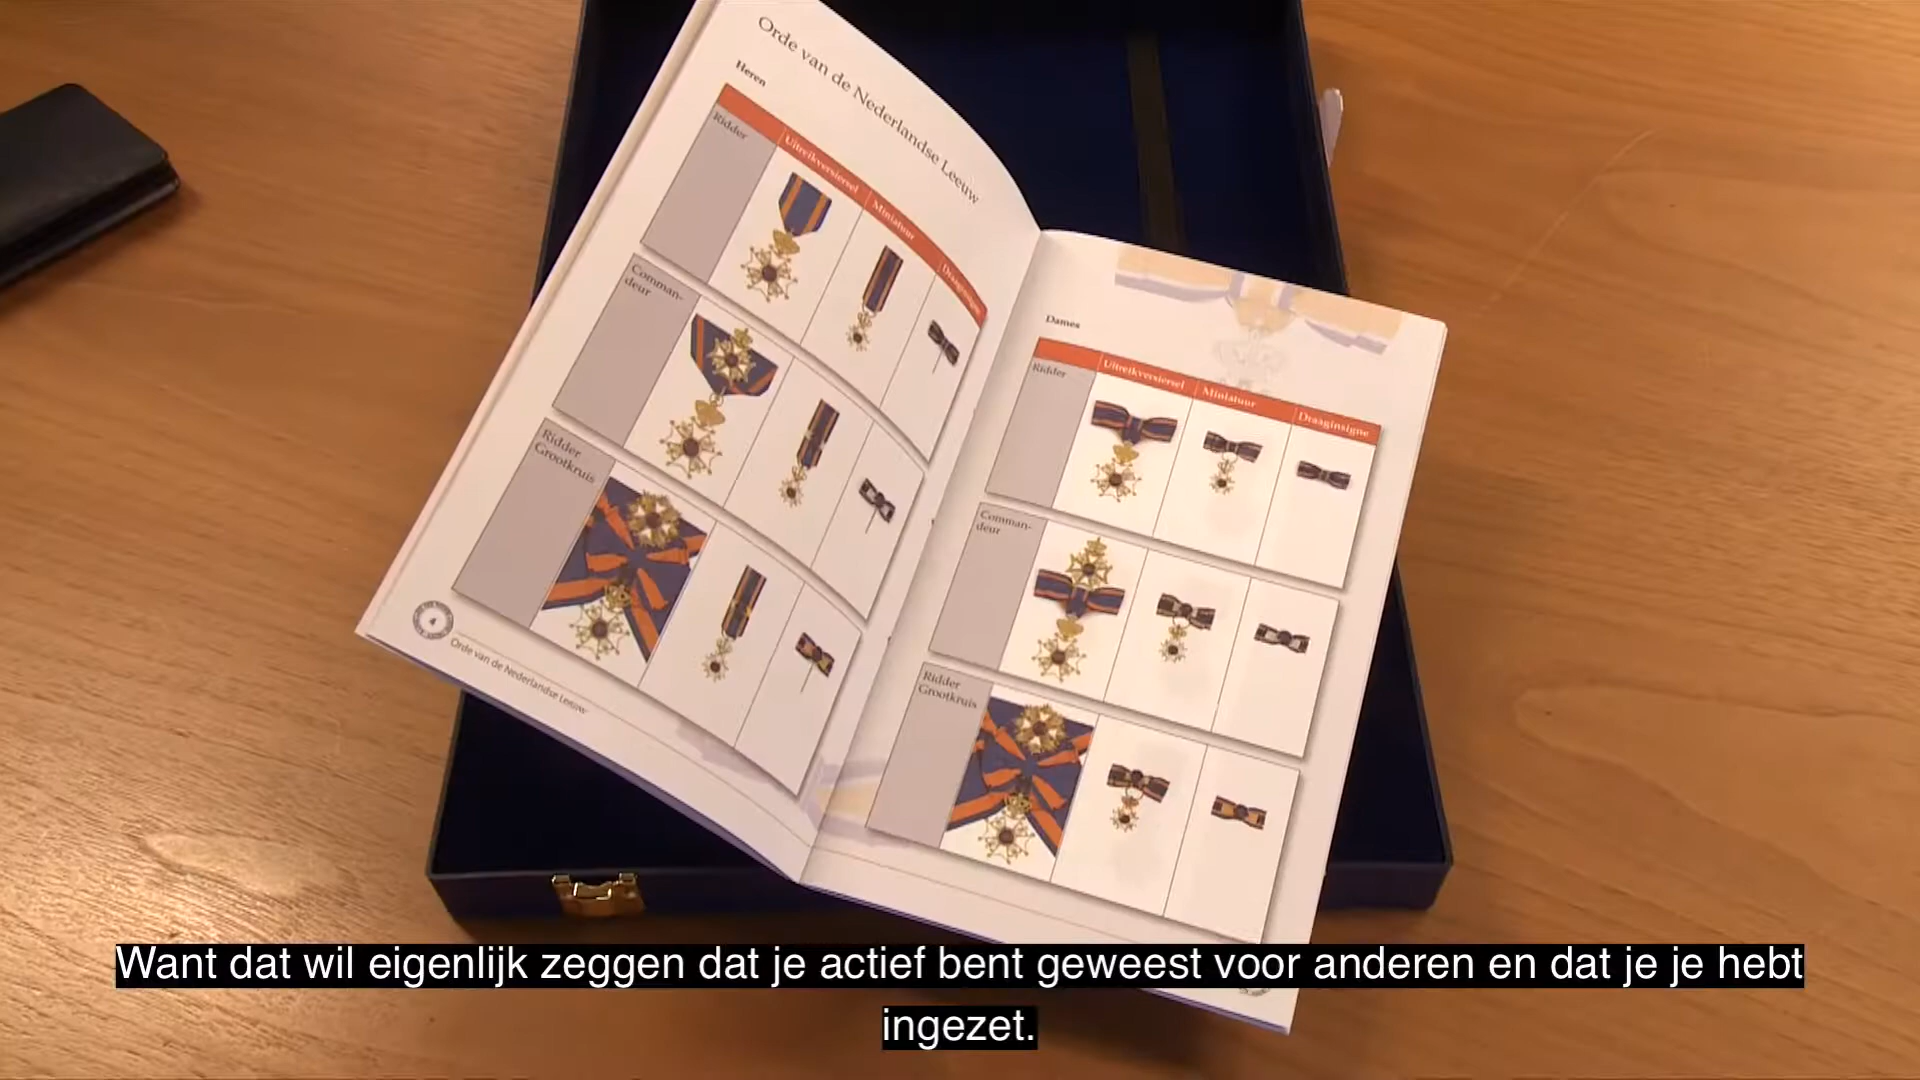 Orde van de Nederlandse Leeuw
Heren
Ridder
Uitreikversiersel
Miniatuur
Draaginsigne
Comman-
deur
Ridder
Grootkruis
4
Orde van de Nederlandse Leeuw
Dames
Ridder
Uitreikversiersel
Miniatuur
Draaginsigne
Comman-
deur
Ridder
Grootkruis
Want dat wil eigenlijk zeggen dat je actief bent geweest voor anderen en dat je je hebt
ingezet.